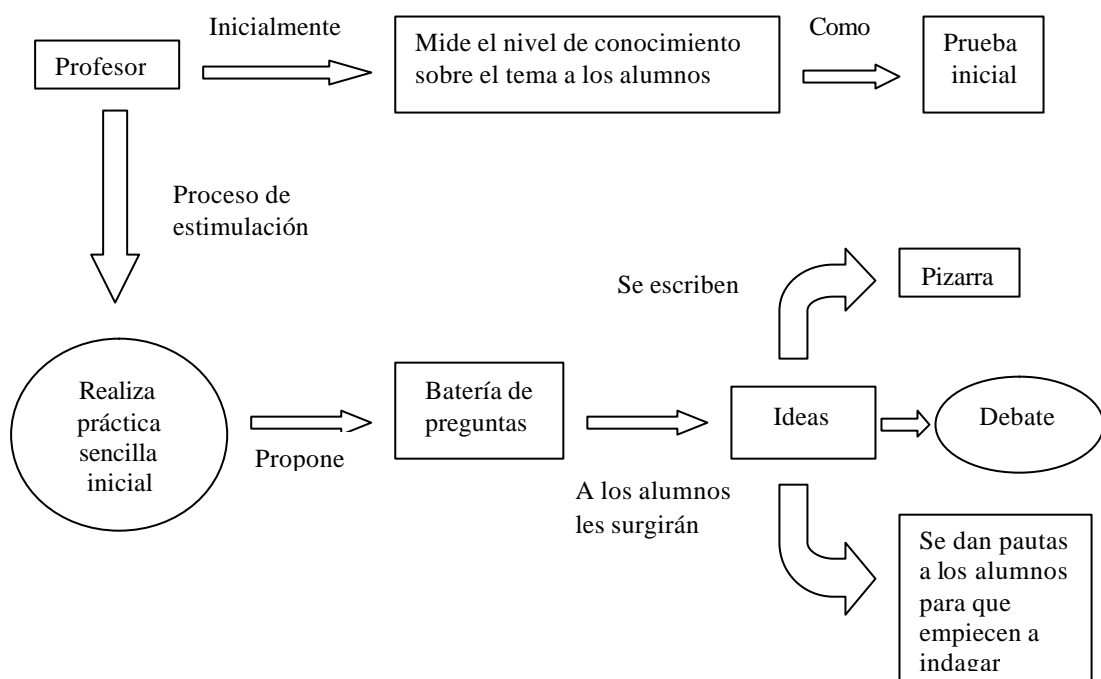 Inicialmente
Profesor
Mide el nivel de conocimiento
sobre el tema a los alumnos
Como
Prueba
inicial
Proceso de
estimulación
Se escriben
Pizarra
Realiza
práctica
sencilla
inicial
Propone
Batería de
preguntas
A los alumnos
les surgirán
Ideas
Debate
Se dan pautas
a los alumnos
para que
empiecen a
indagar